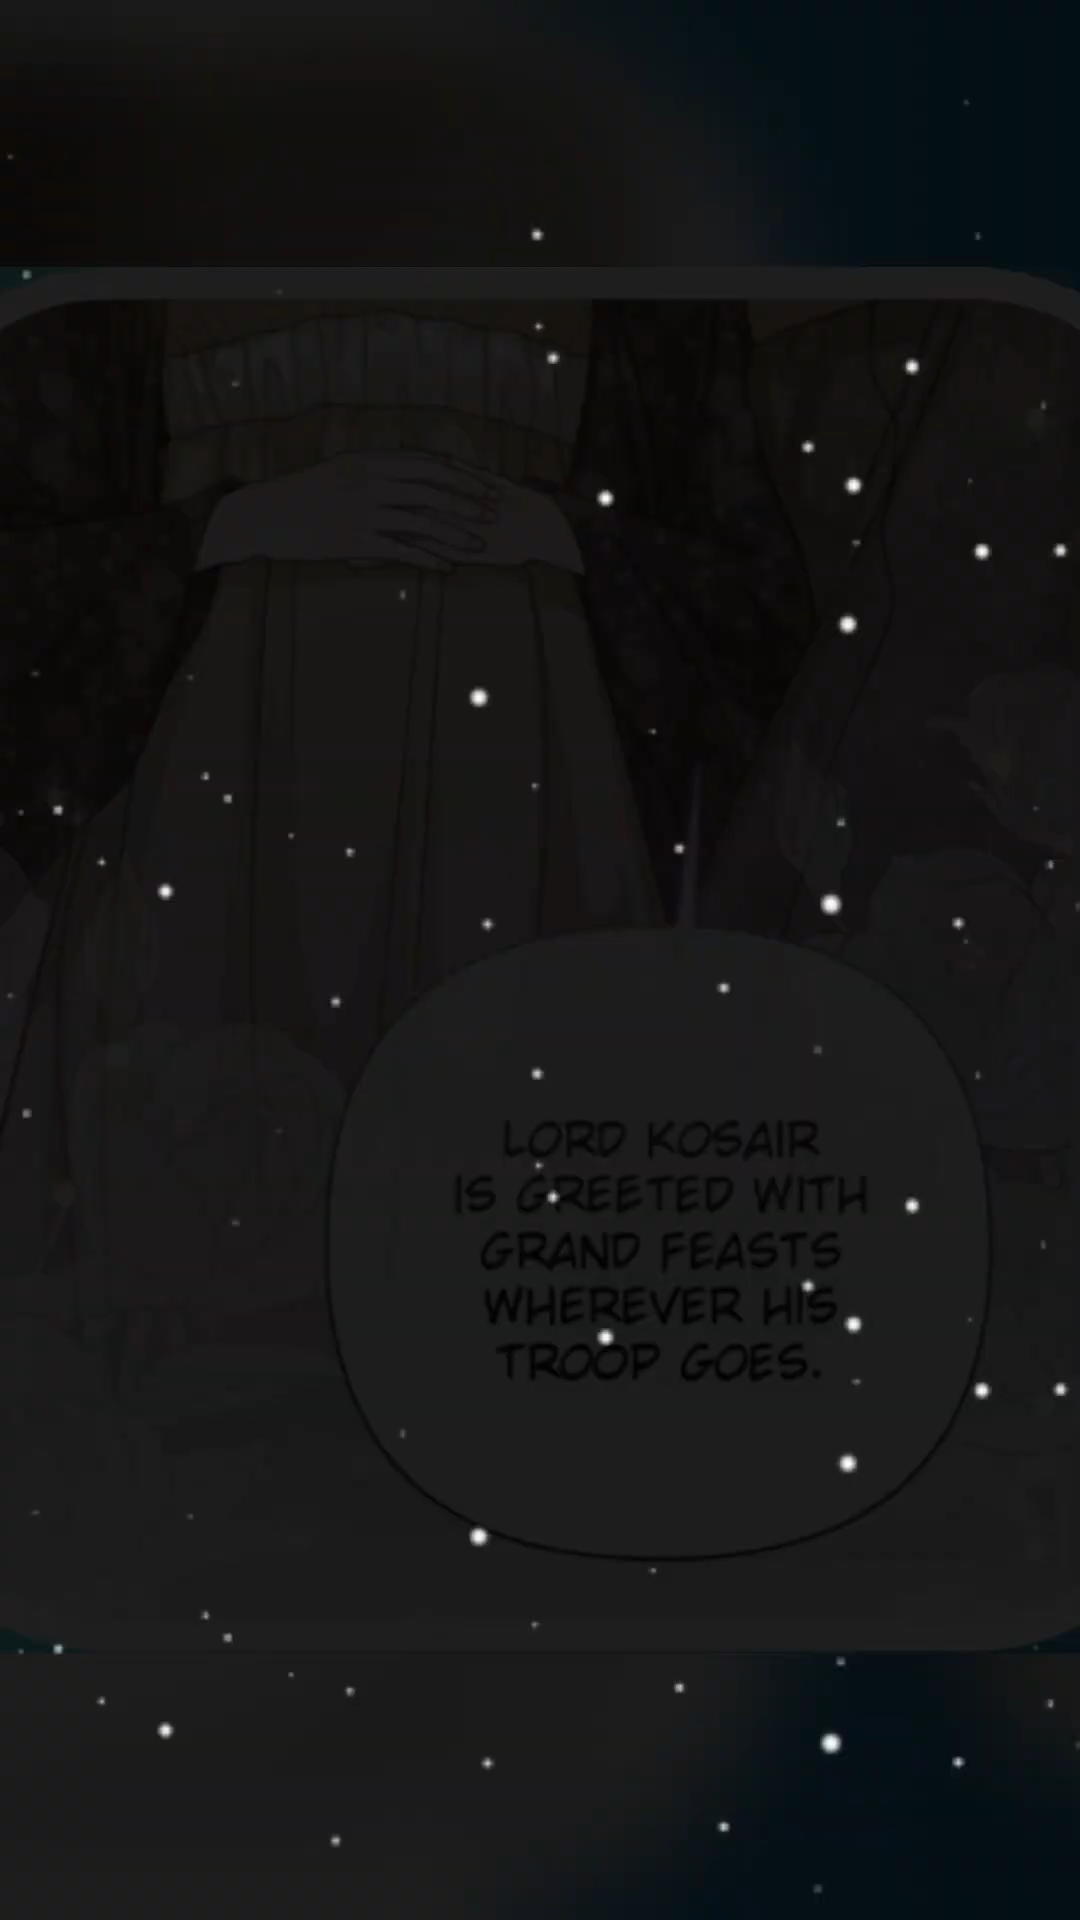 LORD KOSAIR
IS GREETED WITH
GRAND FEASTS
WHEREVER HIS
TROOP GOES.